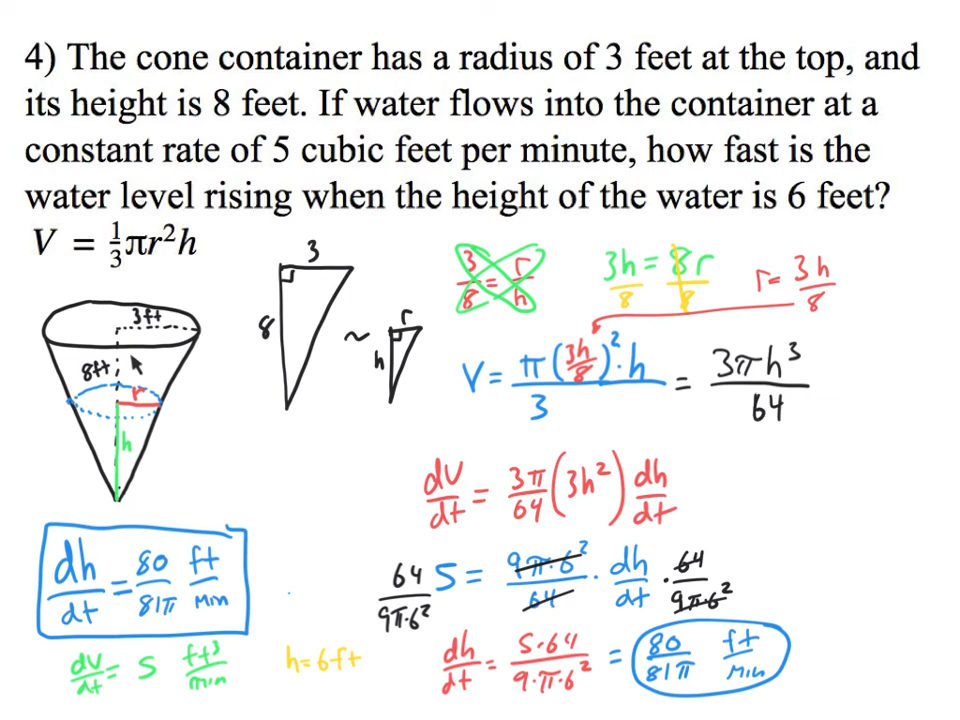 4) The cone container has a radius of 3 feet at the top, and
its height is 8 feet. If water flows into the container at a
constant rate of 5 cubic feet per minute, how fast is the
water level rising when the height of the water is 6 feet?
V = 1/3 πr²h
3
8
~
r
h
3/8 = r/h
3h/8 = 8r/8
r = 3h/8
3ft
8ft
r
h
V = π(3h/8)²·h / 3 = 3πh³/64
dV/dt = 3π/64 (3h²) dh/dt
64/9π·6² 5 = 9π·6²/64 · dh/dt · 64/9π·6²
dh/dt = 5·64/9·π·6² = 80/81π ft/Min
dh/dt = 80/81π ft/Min
dV/dt = 5 ft³/min
h = 6ft